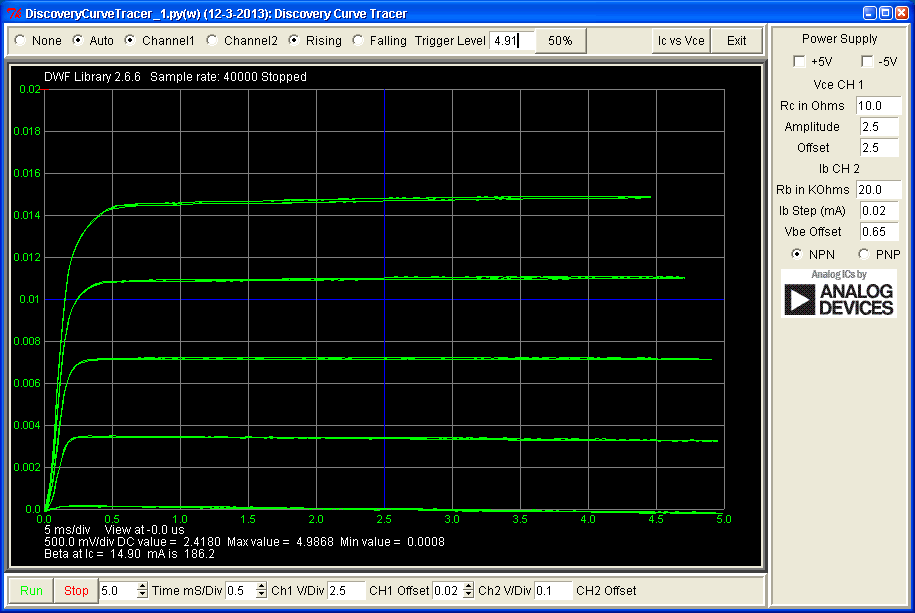 DiscoveryCurveTracer_1.py(w) (12-3-2013): Discovery Curve Tracer
None Auto Channel1 Channel2 Rising Falling Trigger Level 4.91 50% Ic vs Vce Exit
Power Supply
+5V -5V
Vce CH 1
Rc in Ohms 10.0
Amplitude 2.5
Offset 2.5
Ib CH 2
Rb in KOhms 20.0
Ib Step (mA) 0.02
Vbe Offset 0.65
NPN PNP
Analog ICs by
ANALOG
DEVICES
DWF Library 2.6.6 Sample rate: 40000 Stopped
0.02
0.018
0.016
0.014
0.012
0.01
0.008
0.006
0.004
0.002
0.0
0.0 0.5 1.0 1.5 2.0 2.5 3.0 3.5 4.0 4.5 5.0
5 ms/div View at -0.0 us
500.0 mV/div DC value = 2.4180 Max value = 4.9868 Min value = 0.0008
Beta at Ic = 14.90 mA is 186.2
Run Stop 5.0 Time mS/Div 0.5 Ch1 V/Div 2.5 CH1 Offset 0.02 Ch2 V/Div 0.1 CH2 Offset